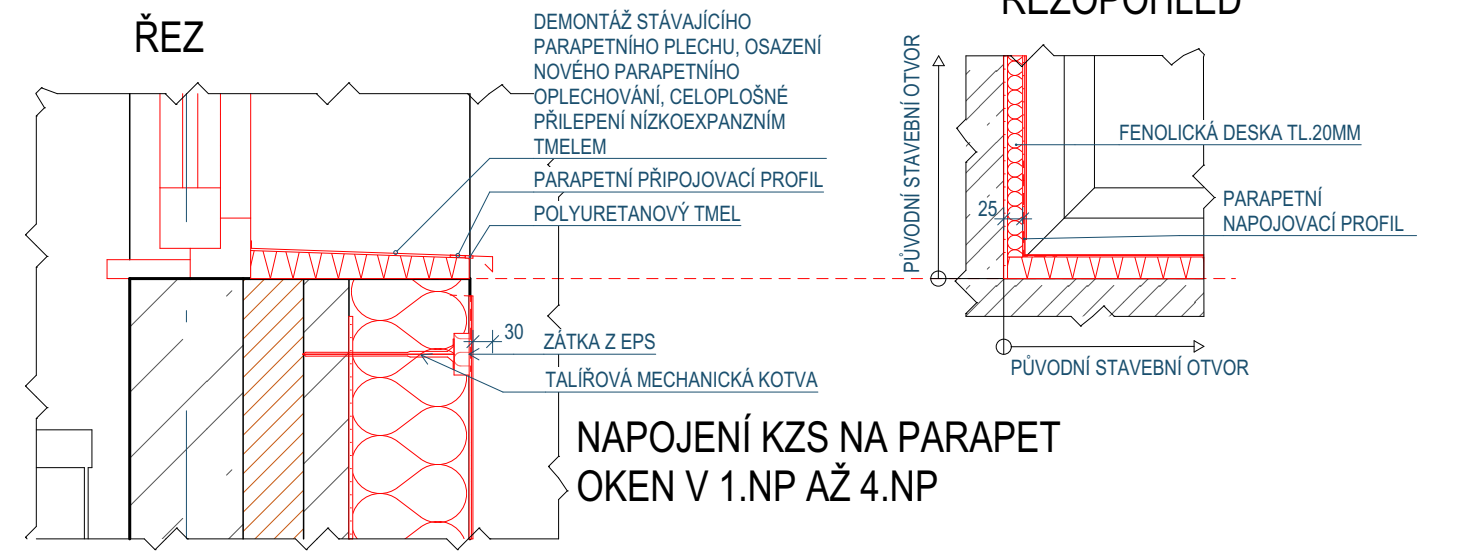 ŘEZ
DEMONTÁŽ STÁVAJÍCÍHO
PARAPETNÍHO PLECHU, OSAZENÍ
NOVÉHO PARAPETNÍHO
OPLECHOVÁNÍ, CELOPLOŠNÉ
PŘILEPENÍ NÍZKOEXPANZNÍM
TMELEM
PARAPETNÍ PŘIPOJOVACÍ PROFIL
POLYURETANOVÝ TMEL
30
ZÁTKA Z EPS
TALÍŘOVÁ MECHANICKÁ KOTVA
NAPOJENÍ KZS NA PARAPET
OKEN V 1.NP AŽ 4.NP
ŘEZOPOHLED
PŮVODNÍ STAVEBNÍ OTVOR
FENOLICKÁ DESKA TL.20MM
25
PARAPETNÍ
NAPOJOVACÍ PROFIL
PŮVODNÍ STAVEBNÍ OTVOR